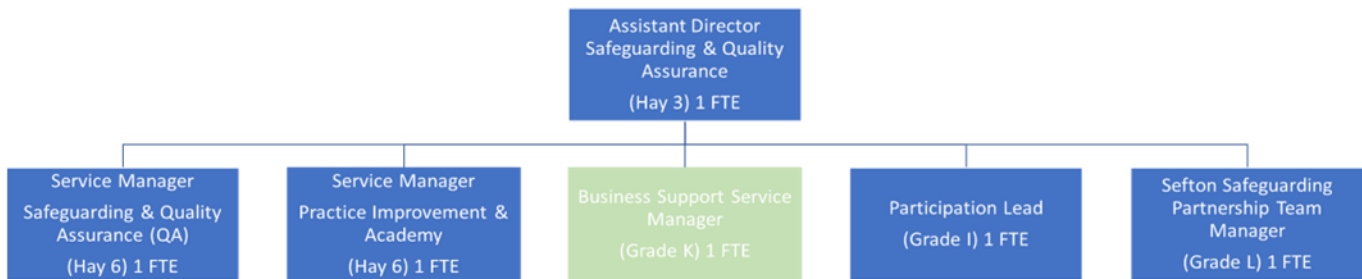 Assistant Director
Safeguarding & Quality
Assurance
(Hay 3) 1 FTE
Service Manager
Safeguarding & Quality
Assurance (QA)
(Hay 6) 1 FTE
Service Manager
Practice Improvement &
Academy
(Hay 6) 1 FTE
Business Support Service
Manager
(Grade K) 1 FTE
Participation Lead
(Grade I) 1 FTE
Sefton Safeguarding
Partnership Team
Manager
(Grade L) 1 FTE